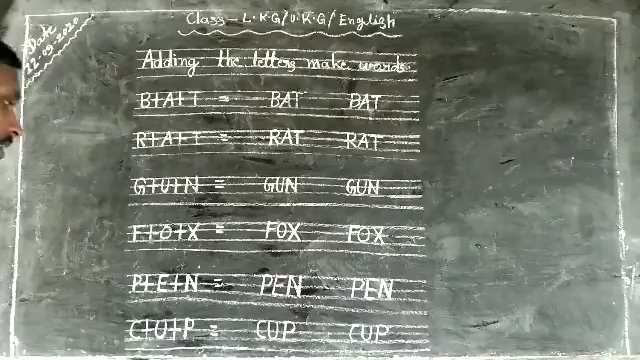 Class - L.K.G/U.K.G/English
Date
22.09.2020
Adding the letters make words.
B+A+T = BAT BAT
R+A+T = RAT RAT
G+U+N = GUN GUN
F+O+X = FOX FOX
P+E+N = PEN PEN
C+U+P = CUP CUP